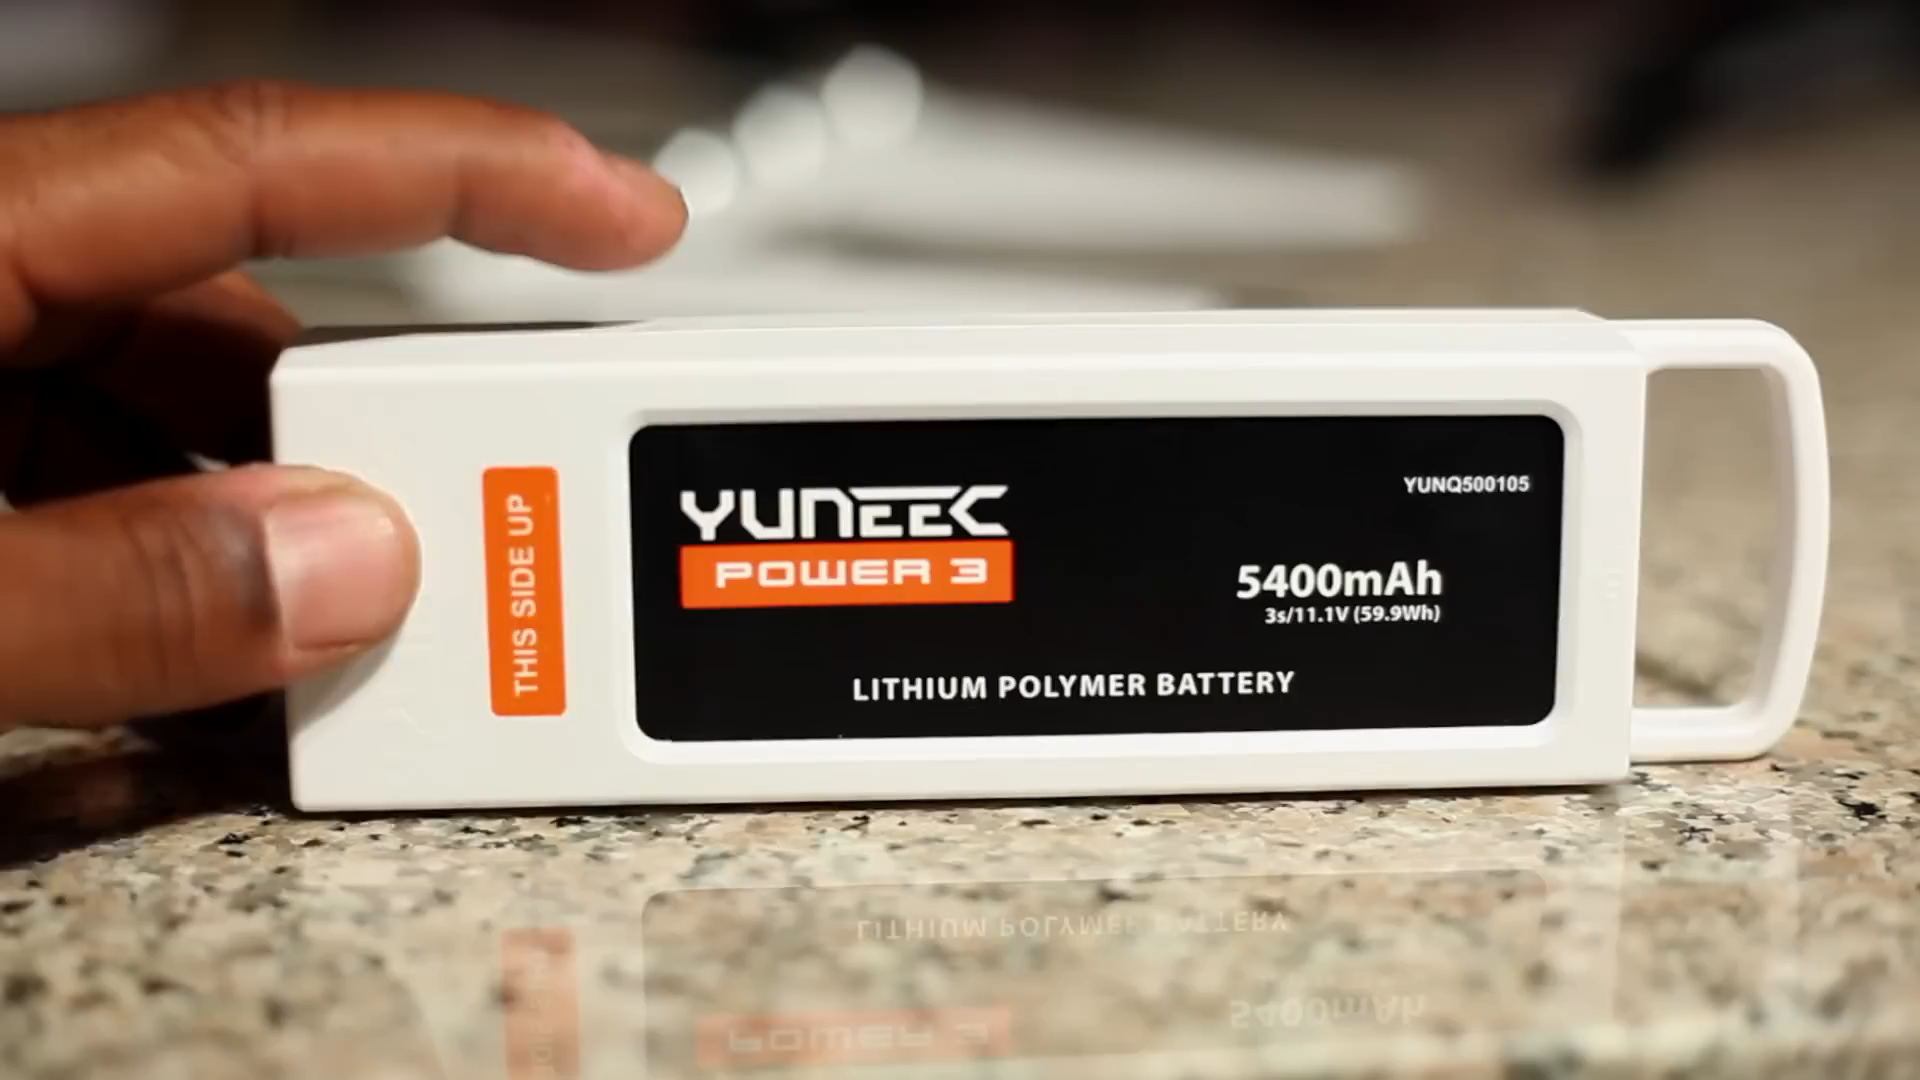 THIS SIDE UP
YUNEEC
POWER 3
YUNQ500105
5400mAh
3s/11.1V (59.9Wh)
LITHIUM POLYMER BATTERY